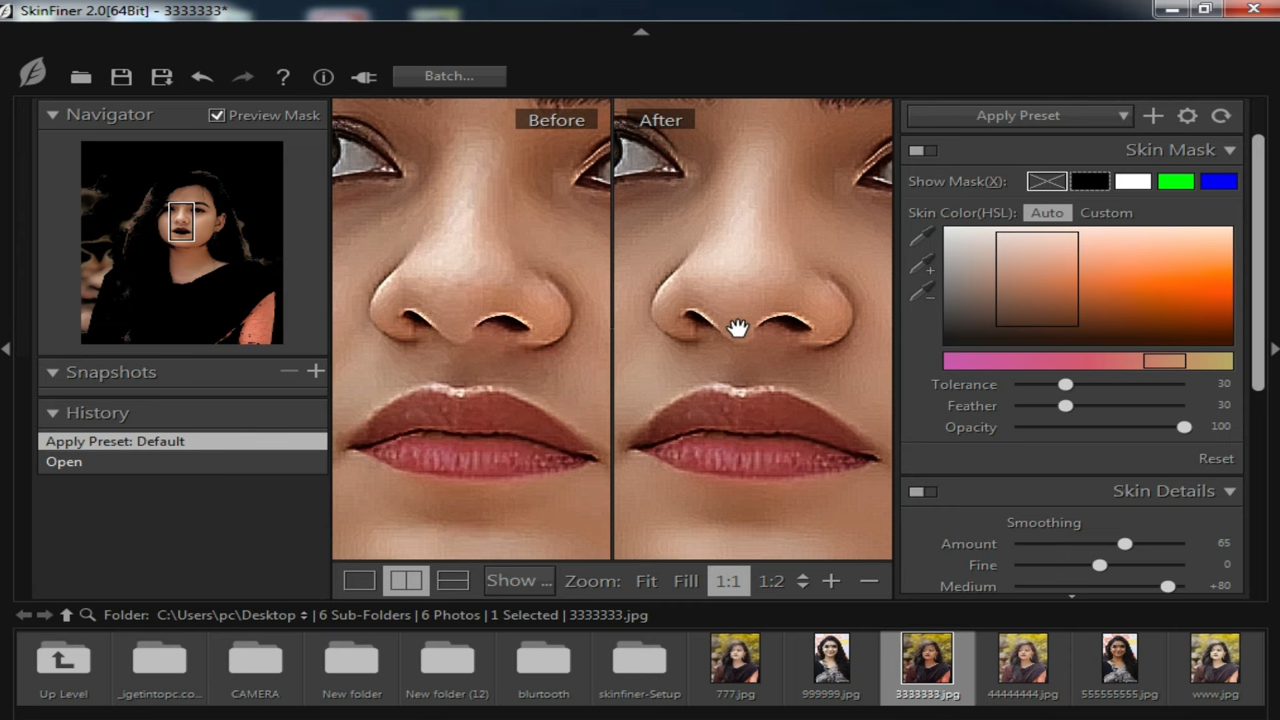 SkinFiner 2.0[64Bit] - 3333333*
Batch...
Navigator
Preview Mask
Snapshots
History
Apply Preset: Default
Open
Before
After
Show ...
Zoom:
Fit
Fill
1:1
1:2
Apply Preset
Skin Mask
Show Mask(X):
Skin Color(HSL):
Auto
Custom
Tolerance 30
Feather 30
Opacity 100
Reset
Skin Details
Smoothing
Amount 65
Fine 0
Medium +80
Folder: C:\Users\pc\Desktop | 6 Sub-Folders | 6 Photos | 1 Selected | 3333333.jpg
Up Level
_igetintopc.co...
CAMERA
New folder
New folder (12)
blurtooth
skinfiner-Setup
777.jpg
999999.jpg
3333333.jpg
44444444.jpg
555555555.jpg
www.jpg